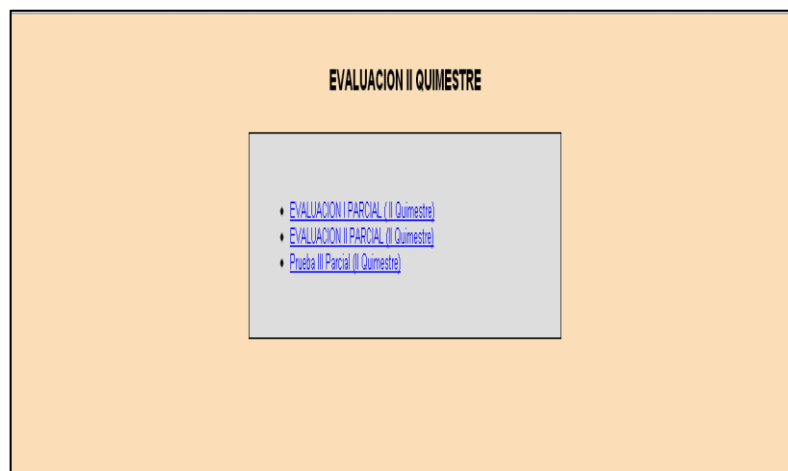 EVALUACION II QUIMESTRE
EVALUACION I PARCIAL ( II Quimestre)
EVALUACION II PARCIAL (II Quimestre)
Prueba III Parcial (II Quimestre)